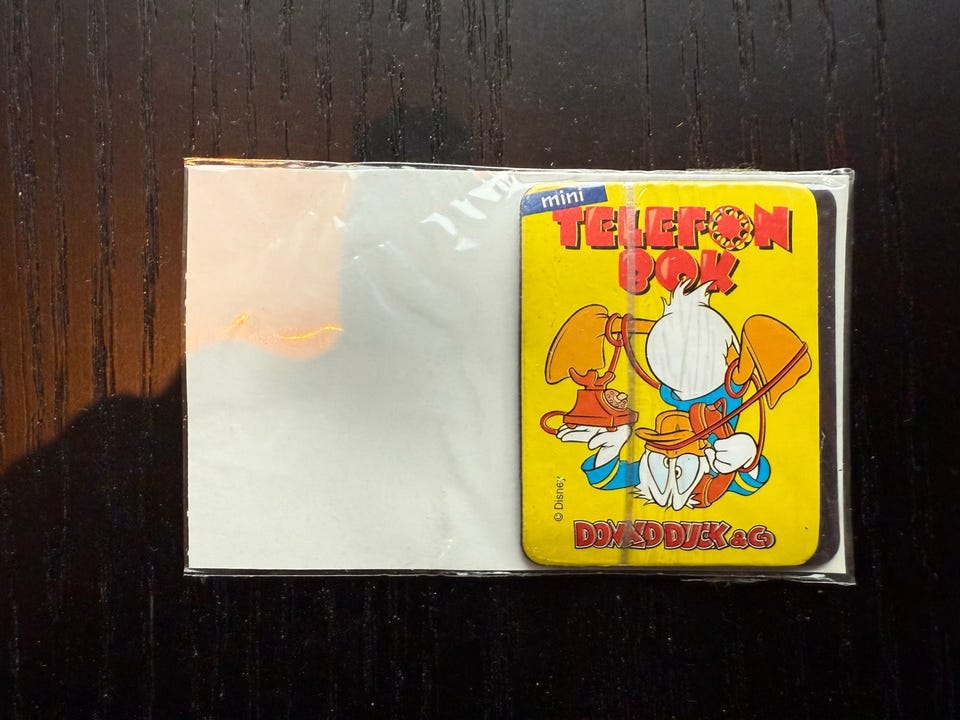 mini
TELEFON
BOK
© Disney
DONALD DUCK & Co